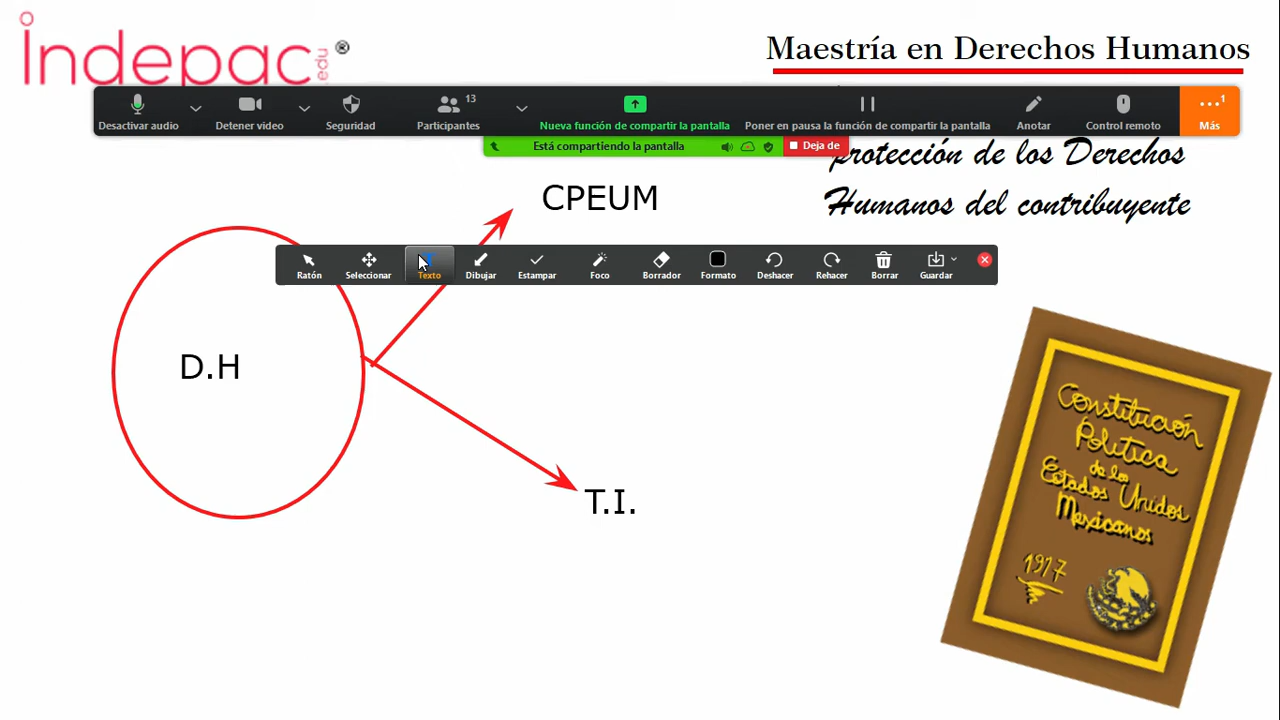 indepac.edu ®
Maestría en Derechos Humanos
13
1
Desactivar audio
Detener video
Seguridad
Participantes
Nueva función de compartir la pantalla
Poner en pausa la función de compartir la pantalla
Anotar
Control remoto
Más
Está compartiendo la pantalla
Deja de
protección de los Derechos
Humanos del contribuyente
CPEUM
Ratón
Seleccionar
Texto
Dibujar
Estampar
Foco
Borrador
Formato
Deshacer
Rehacer
Borrar
Guardar
D.H
T.I.
Constitución
Política
de los
Estados Unidos
Mexicanos
1917